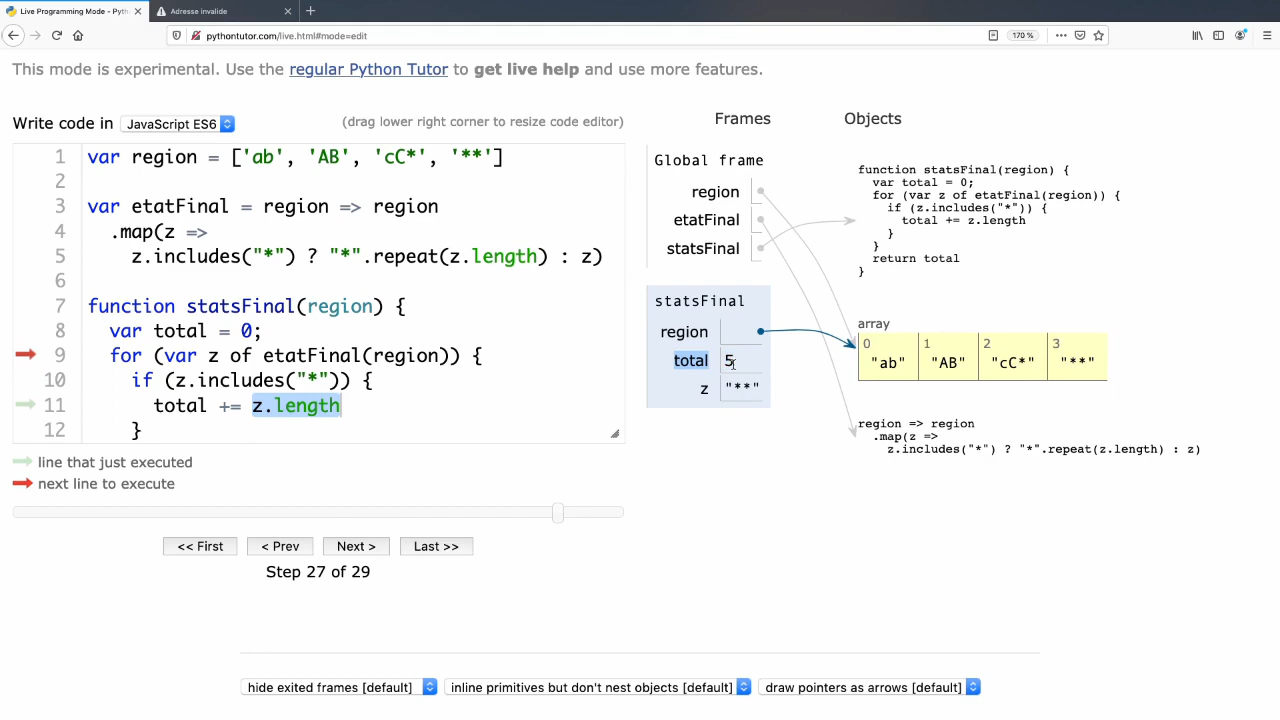 Live Programming Mode - Pyth
Adresse invalide
pythontutor.com/live.html#mode=edit
170 %
This mode is experimental. Use the regular Python Tutor to get live help and use more features.
Write code in JavaScript ES6
(drag lower right corner to resize code editor)
1 var region = ['ab', 'AB', 'cC*', '**']
2
3 var etatFinal = region => region
4 .map(z =>
5 z.includes("*") ? "*".repeat(z.length) : z)
6
7 function statsFinal(region) {
8 var total = 0;
9 for (var z of etatFinal(region)) {
10 if (z.includes("*")) {
11 total += z.length
12 }
line that just executed
next line to execute
<< First
< Prev
Next >
Last >>
Step 27 of 29
Frames
Objects
Global frame
region
etatFinal
statsFinal
statsFinal
region
total 5
z "**"
function statsFinal(region) {
var total = 0;
for (var z of etatFinal(region)) {
if (z.includes("*")) {
total += z.length
}
}
return total
}
array
0 1 2 3
"ab" "AB" "cC*" "**"
region => region
.map(z =>
z.includes("*") ? "*".repeat(z.length) : z)
hide exited frames [default]
inline primitives but don't nest objects [default]
draw pointers as arrows [default]